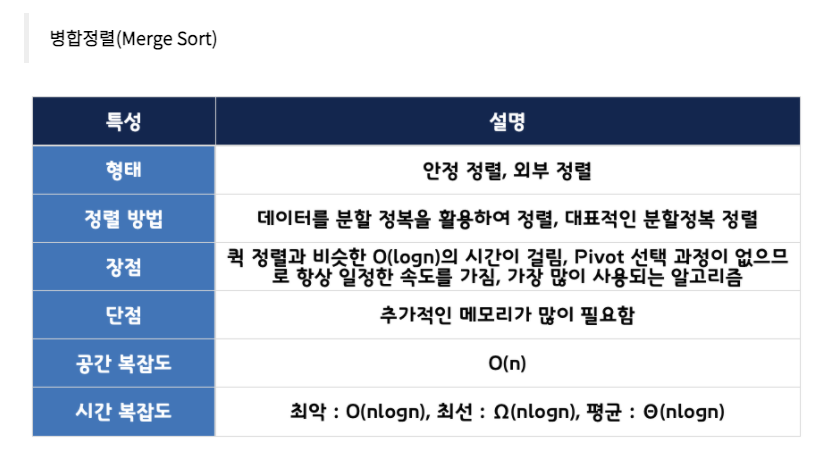 병합정렬(Merge Sort)
특성 설명
형태 안정 정렬, 외부 정렬
정렬 방법 데이터를 분할 정복을 활용하여 정렬, 대표적인 분할정복 정렬
장점 퀵 정렬과 비슷한 O(logn)의 시간이 걸림, Pivot 선택 과정이 없으므
로 항상 일정한 속도를 가짐, 가장 많이 사용되는 알고리즘
단점 추가적인 메모리가 많이 필요함
공간 복잡도 O(n)
시간 복잡도 최악 : O(nlogn), 최선 : Ω(nlogn), 평균 : Θ(nlogn)